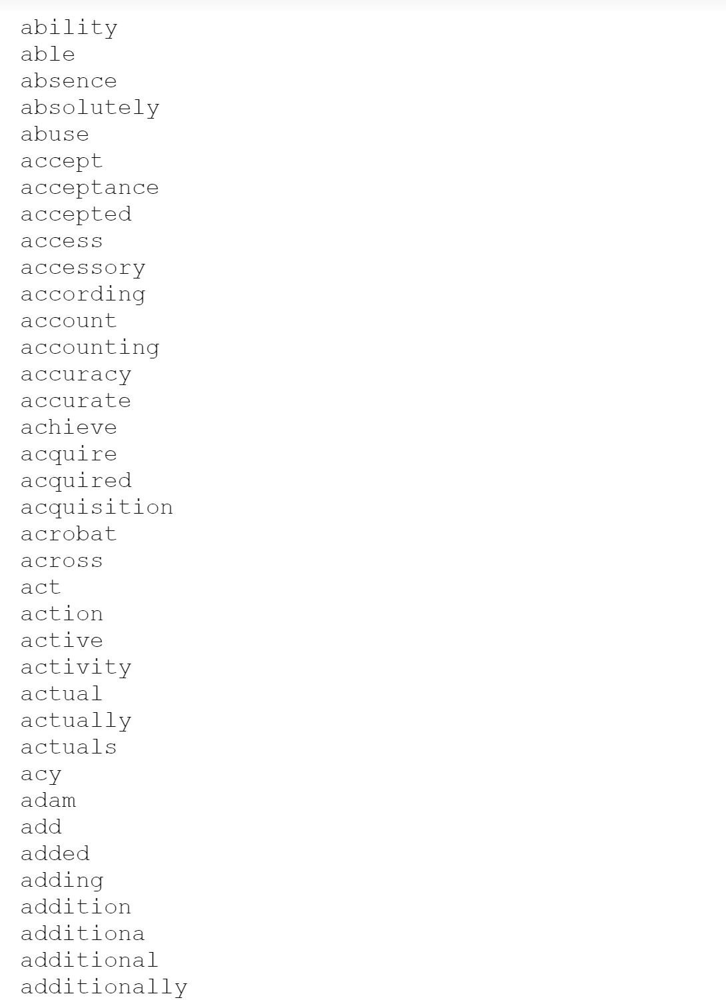 ability
able
absence
absolutely
abuse
accept
acceptance
accepted
access
accessory
according
account
accounting
accuracy
accurate
achieve
acquire
acquired
acquisition
acrobat
across
act
action
active
activity
actual
actually
actuals
acy
adam
add
added
adding
addition
additiona
additional
additionally